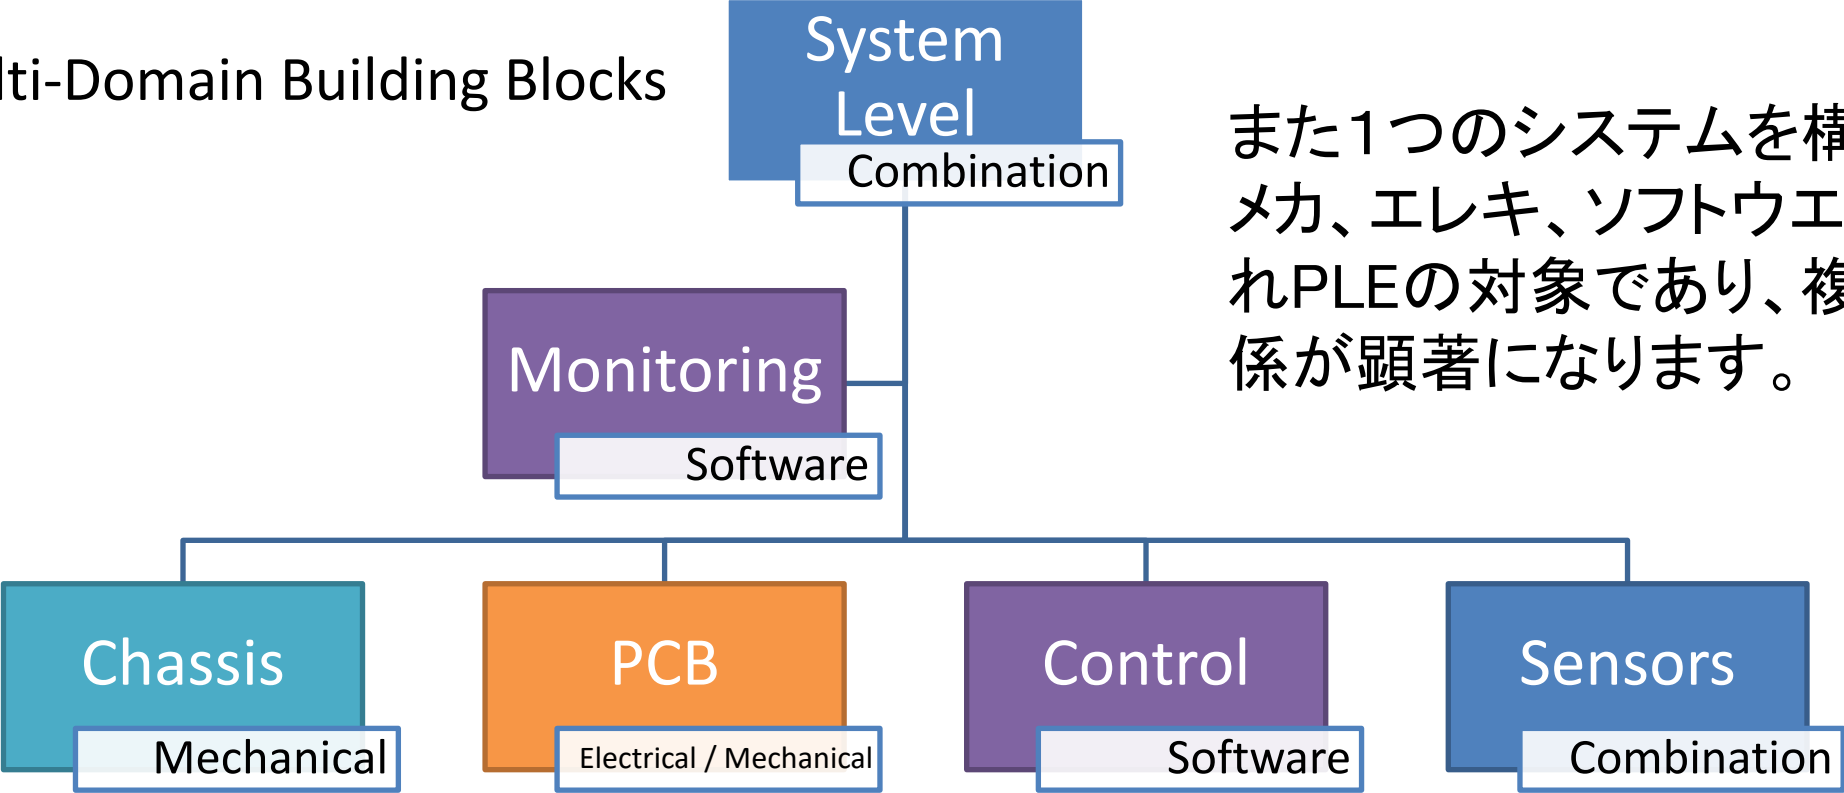 System
Level
lti-Domain Building Blocks
Combination
また１つのシステムを構
メカ、エレキ、ソフトウエ
れPLEの対象であり、複
係が顕著になります。
Monitoring
Software
Chassis
PCB
Control
Sensors
Mechanical
Electrical / Mechanical
Software
Combination